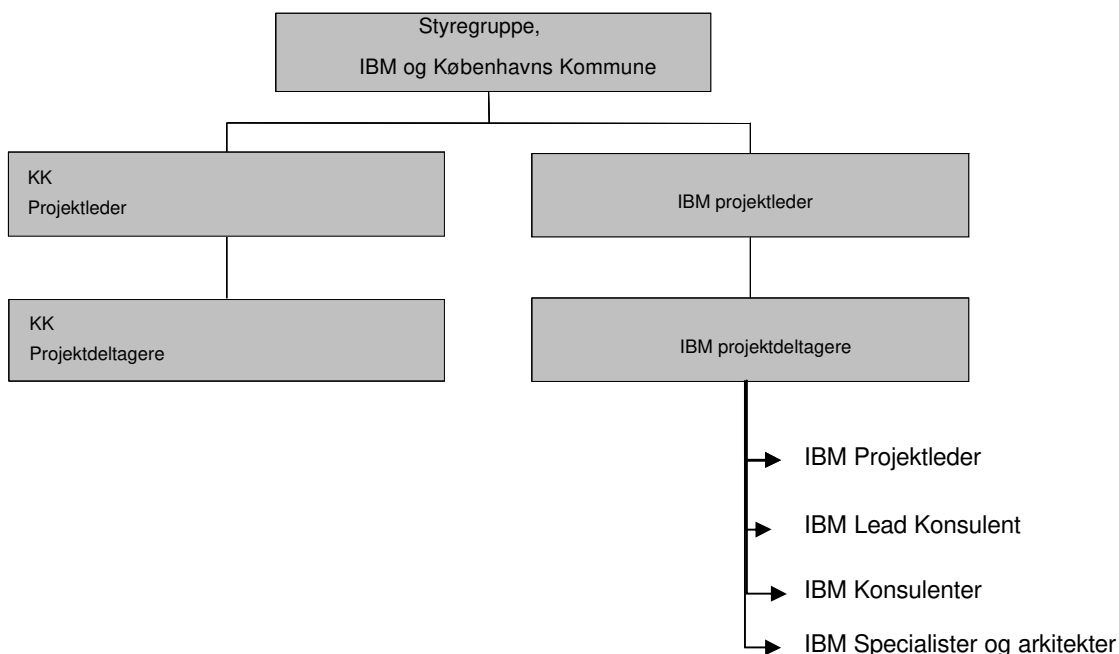 Styregruppe,
IBM og Københavns Kommune
KK
Projektleder
IBM projektleder
KK
Projektdeltagere
IBM projektdeltagere
IBM Projektleder
IBM Lead Konsulent
IBM Konsulenter
IBM Specialister og arkitekter